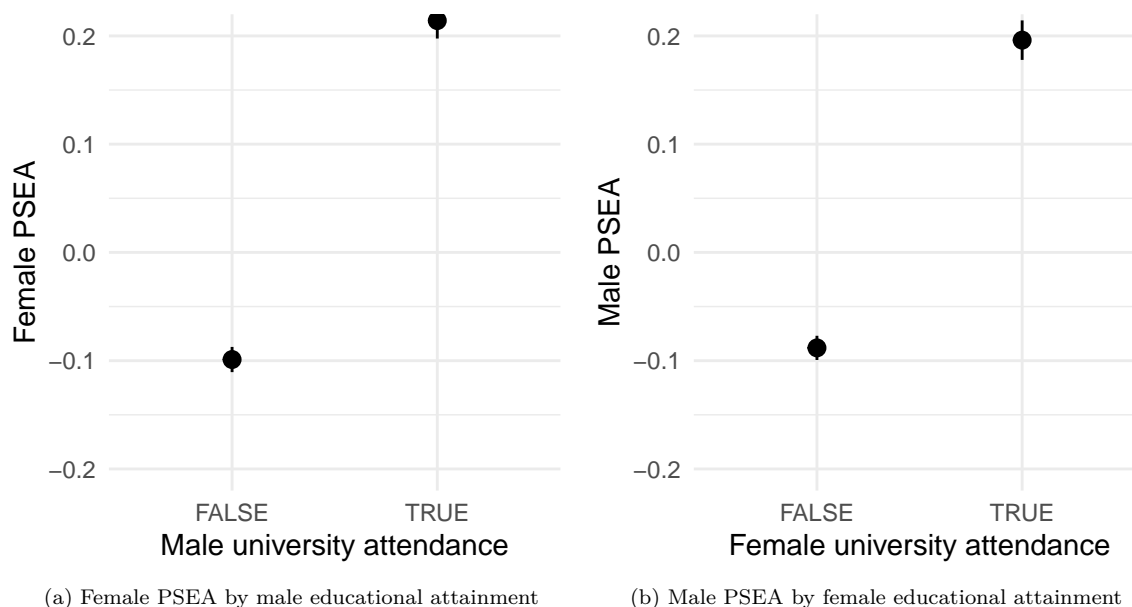 Female PSEA
0.2
0.1
0.0
−0.1
−0.2
FALSE TRUE
Male university attendance
(a) Female PSEA by male educational attainment
Male PSEA
0.2
0.1
0.0
−0.1
−0.2
FALSE TRUE
Female university attendance
(b) Male PSEA by female educational attainment